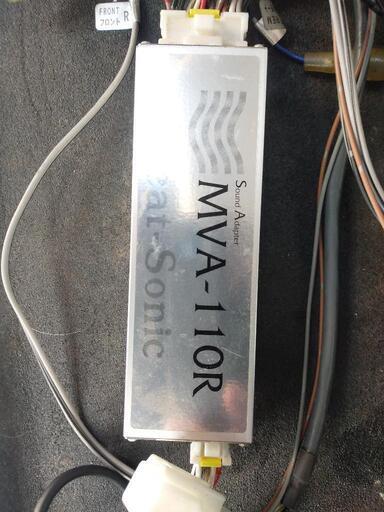 FRONT
フロント R
Sound Adapter
MVA-110R
Beat-Sonic